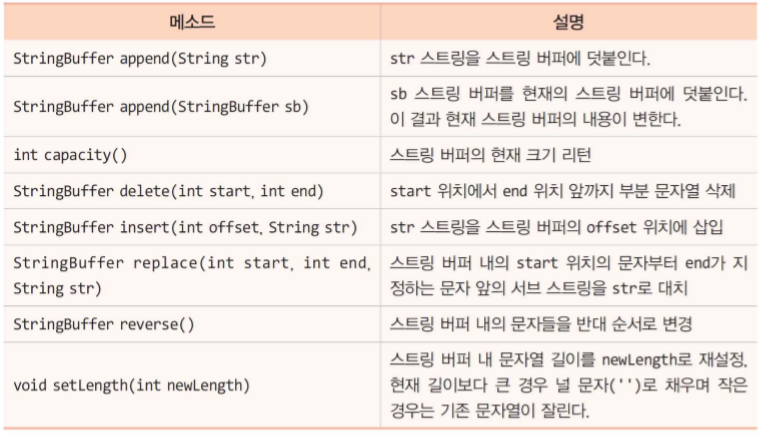 메소드 설명
StringBuffer append(String str) str 스트링을 스트링 버퍼에 덧붙인다.
StringBuffer append(StringBuffer sb) sb 스트링 버퍼를 현재의 스트링 버퍼에 덧붙인다.
이 결과 현재 스트링 버퍼의 내용이 변한다.
int capacity() 스트링 버퍼의 현재 크기 리턴
StringBuffer delete(int start, int end) start 위치에서 end 위치 앞까지 부분 문자열 삭제
StringBuffer insert(int offset, String str) str 스트링을 스트링 버퍼의 offset 위치에 삽입
StringBuffer replace(int start, int end, 스트링 버퍼 내의 start 위치의 문자부터 end가 지
String str) 정하는 문자 앞의 서브 스트링을 str로 대치
StringBuffer reverse() 스트링 버퍼 내의 문자들을 반대 순서로 변경
스트링 버퍼 내 문자열 길이를 newLength로 재설정,
void setLength(int newLength) 현재 길이보다 큰 경우 널 문자('')로 채우며 작은
경우는 기존 문자열이 잘린다.